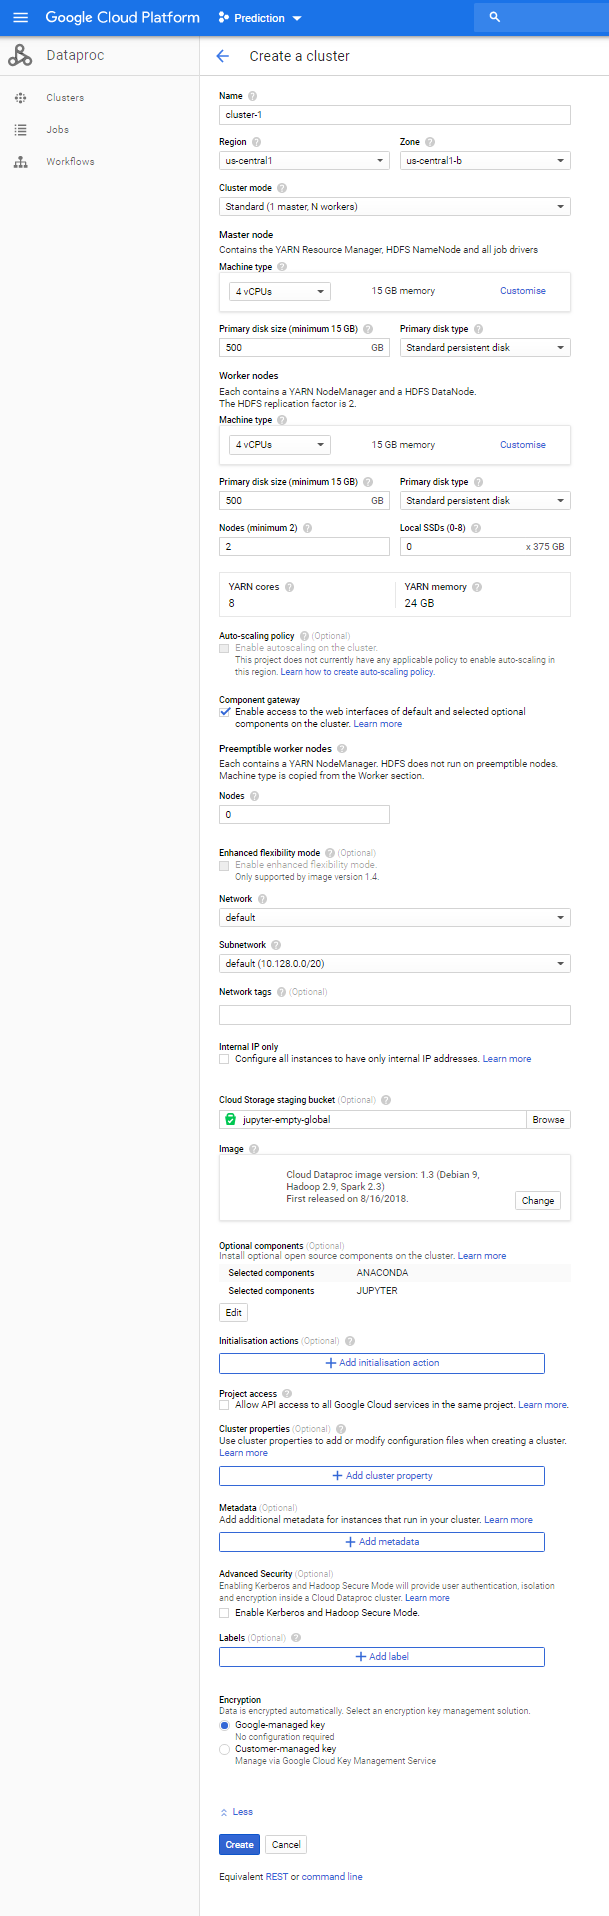 Google Cloud Platform Prediction
Dataproc
Create a cluster
Clusters
Jobs
Workflows
Name
cluster-1
Region Zone
us-central1 us-central1-b
Cluster mode
Standard (1 master, N workers)
Master node
Contains the YARN Resource Manager, HDFS NameNode and all job drivers
Machine type
4 vCPUs 15 GB memory Customise
Primary disk size (minimum 15 GB) Primary disk type
500 GB Standard persistent disk
Worker nodes
Each contains a YARN NodeManager and a HDFS DataNode.
The HDFS replication factor is 2.
Machine type
4 vCPUs 15 GB memory Customise
Primary disk size (minimum 15 GB) Primary disk type
500 GB Standard persistent disk
Nodes (minimum 2) Local SSDs (0-8)
2 0 x 375 GB
YARN cores YARN memory
8 24 GB
Auto-scaling policy (Optional)
Enable autoscaling on the cluster.
This project does not currently have any applicable policy to enable auto-scaling in
this region. Learn how to create auto-scaling policy.
Component gateway
Enable access to the web interfaces of default and selected optional
components on the cluster. Learn more
Preemptible worker nodes
Each contains a YARN NodeManager. HDFS does not run on preemptible nodes.
Machine type is copied from the Worker section.
Nodes
0
Enhanced flexibility mode (Optional)
Enable enhanced flexibility mode.
Only supported by image version 1.4.
Network
default
Subnetwork
default (10.128.0.0/20)
Network tags (Optional)
Internal IP only
Configure all instances to have only internal IP addresses. Learn more
Cloud Storage staging bucket (Optional)
jupyter-empty-global Browse
Image
Cloud Dataproc image version: 1.3 (Debian 9,
Hadoop 2.9, Spark 2.3)
First released on 8/16/2018.
Change
Optional components (Optional)
Install optional open source components on the cluster. Learn more
Selected components ANACONDA
Selected components JUPYTER
Edit
Initialisation actions (Optional)
+ Add initialisation action
Project access
Allow API access to all Google Cloud services in the same project. Learn more.
Cluster properties (Optional)
Use cluster properties to add or modify configuration files when creating a cluster.
Learn more
+ Add cluster property
Metadata (Optional)
Add additional metadata for instances that run in your cluster. Learn more
+ Add metadata
Advanced Security (Optional)
Enabling Kerberos and Hadoop Secure Mode will provide user authentication, isolation
and encryption inside a Cloud Dataproc cluster. Learn more
Enable Kerberos and Hadoop Secure Mode.
Labels (Optional)
+ Add label
Encryption
Data is encrypted automatically. Select an encryption key management solution.
Google-managed key
No configuration required
Customer-managed key
Manage via Google Cloud Key Management Service
Less
Create Cancel
Equivalent REST or command line